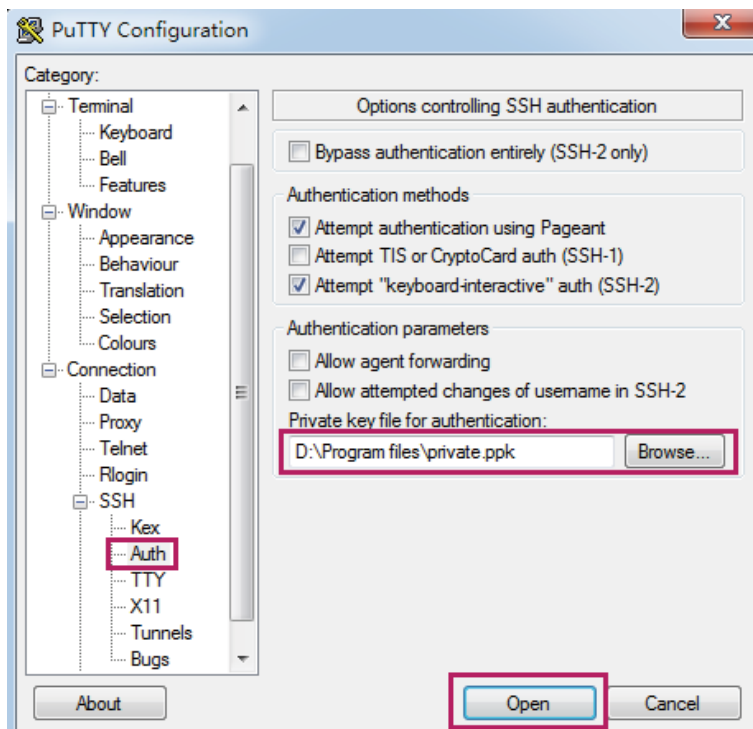 PuTTY Configuration
Category:
Teminal
Keyboard
Bell
Features
Window
Appearance
Behaviour
Translation
Selection
Colours
Connection
Data
Proxy
Telnet
Rlogin
SSH
Kex
Auth
TTY
X11
Tunnels
Bugs
Options controlling SSH authentication
Bypass authentication entirely (SSH-2 only)
Authentication methods
Attempt authentication using Pageant
Attempt TIS or CryptoCard auth (SSH-1)
Attempt "keyboard-interactive" auth (SSH-2)
Authentication parameters
Allow agent forwarding
Allow attempted changes of username in SSH-2
Private key file for authentication:
D:\Program files\private.ppk
Browse...
About
Open
Cancel